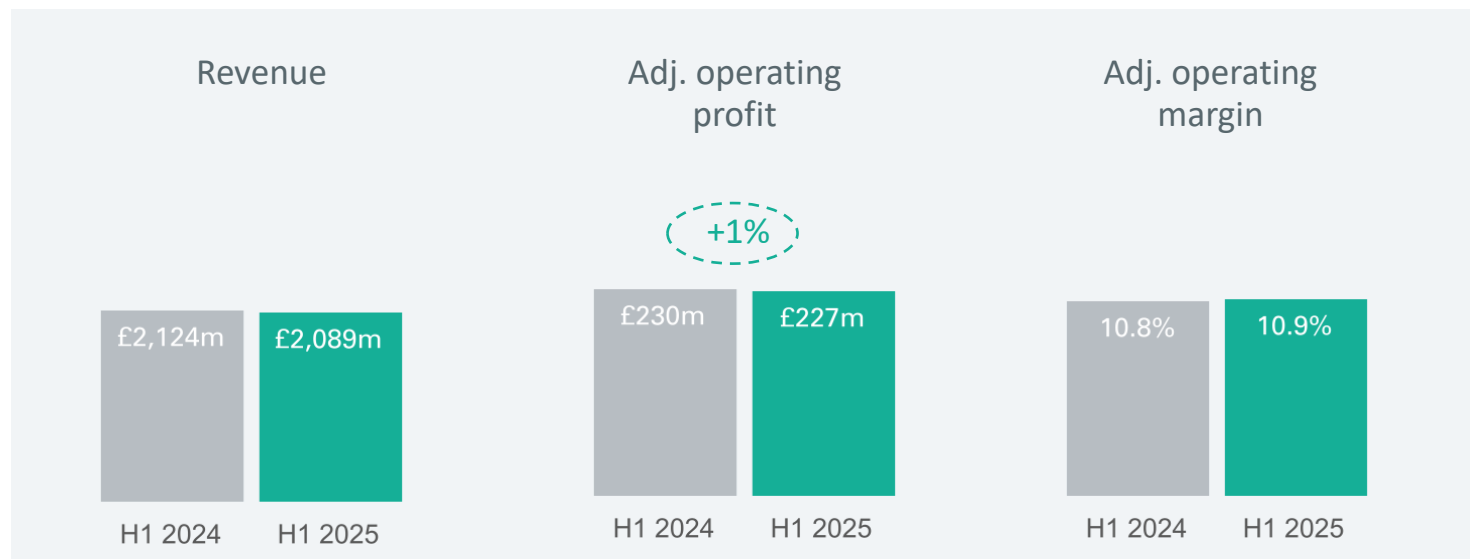 Revenue
£2,124m
£2,089m
H1 2024
H1 2025
Adj. operating
profit
+1%
£230m
£227m
H1 2024
H1 2025
Adj. operating
margin
10.8%
10.9%
H1 2024
H1 2025